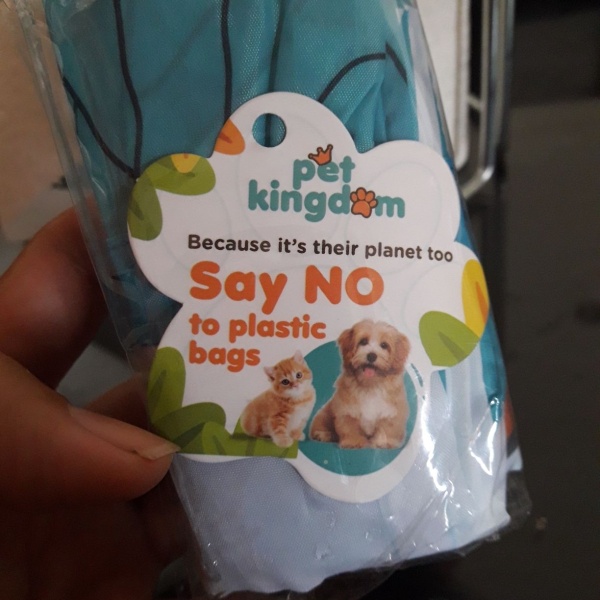 pet
kingdom
Because it's their planet too
Say NO
to plastic
bags